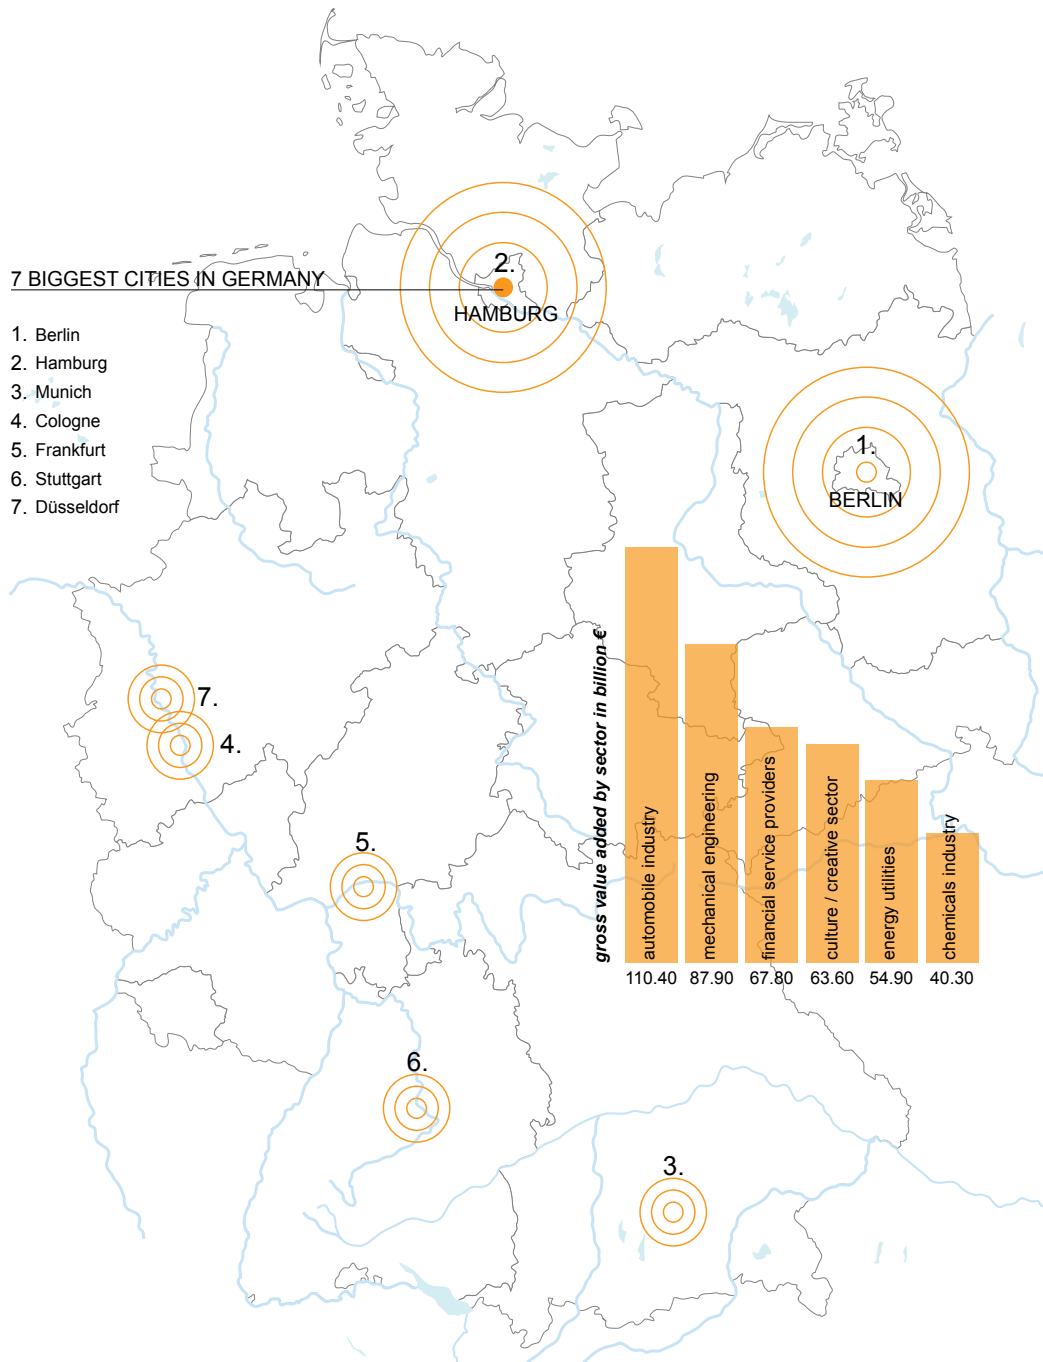 2.
7 BIGGEST CITIES IN GERMANY
HAMBURG
1. Berlin
2. Hamburg
3. Munich
4. Cologne
5. Frankfurt
6. Stuttgart
7. Düsseldorf
1.
BERLIN
7.
4.
5.
6.
3.
gross value added by sector in billion €
automobile industry
mechanical engineering
financial service providers
culture / creative sector
energy utilities
chemicals industry
110.40 87.90 67.80 63.60 54.90 40.30